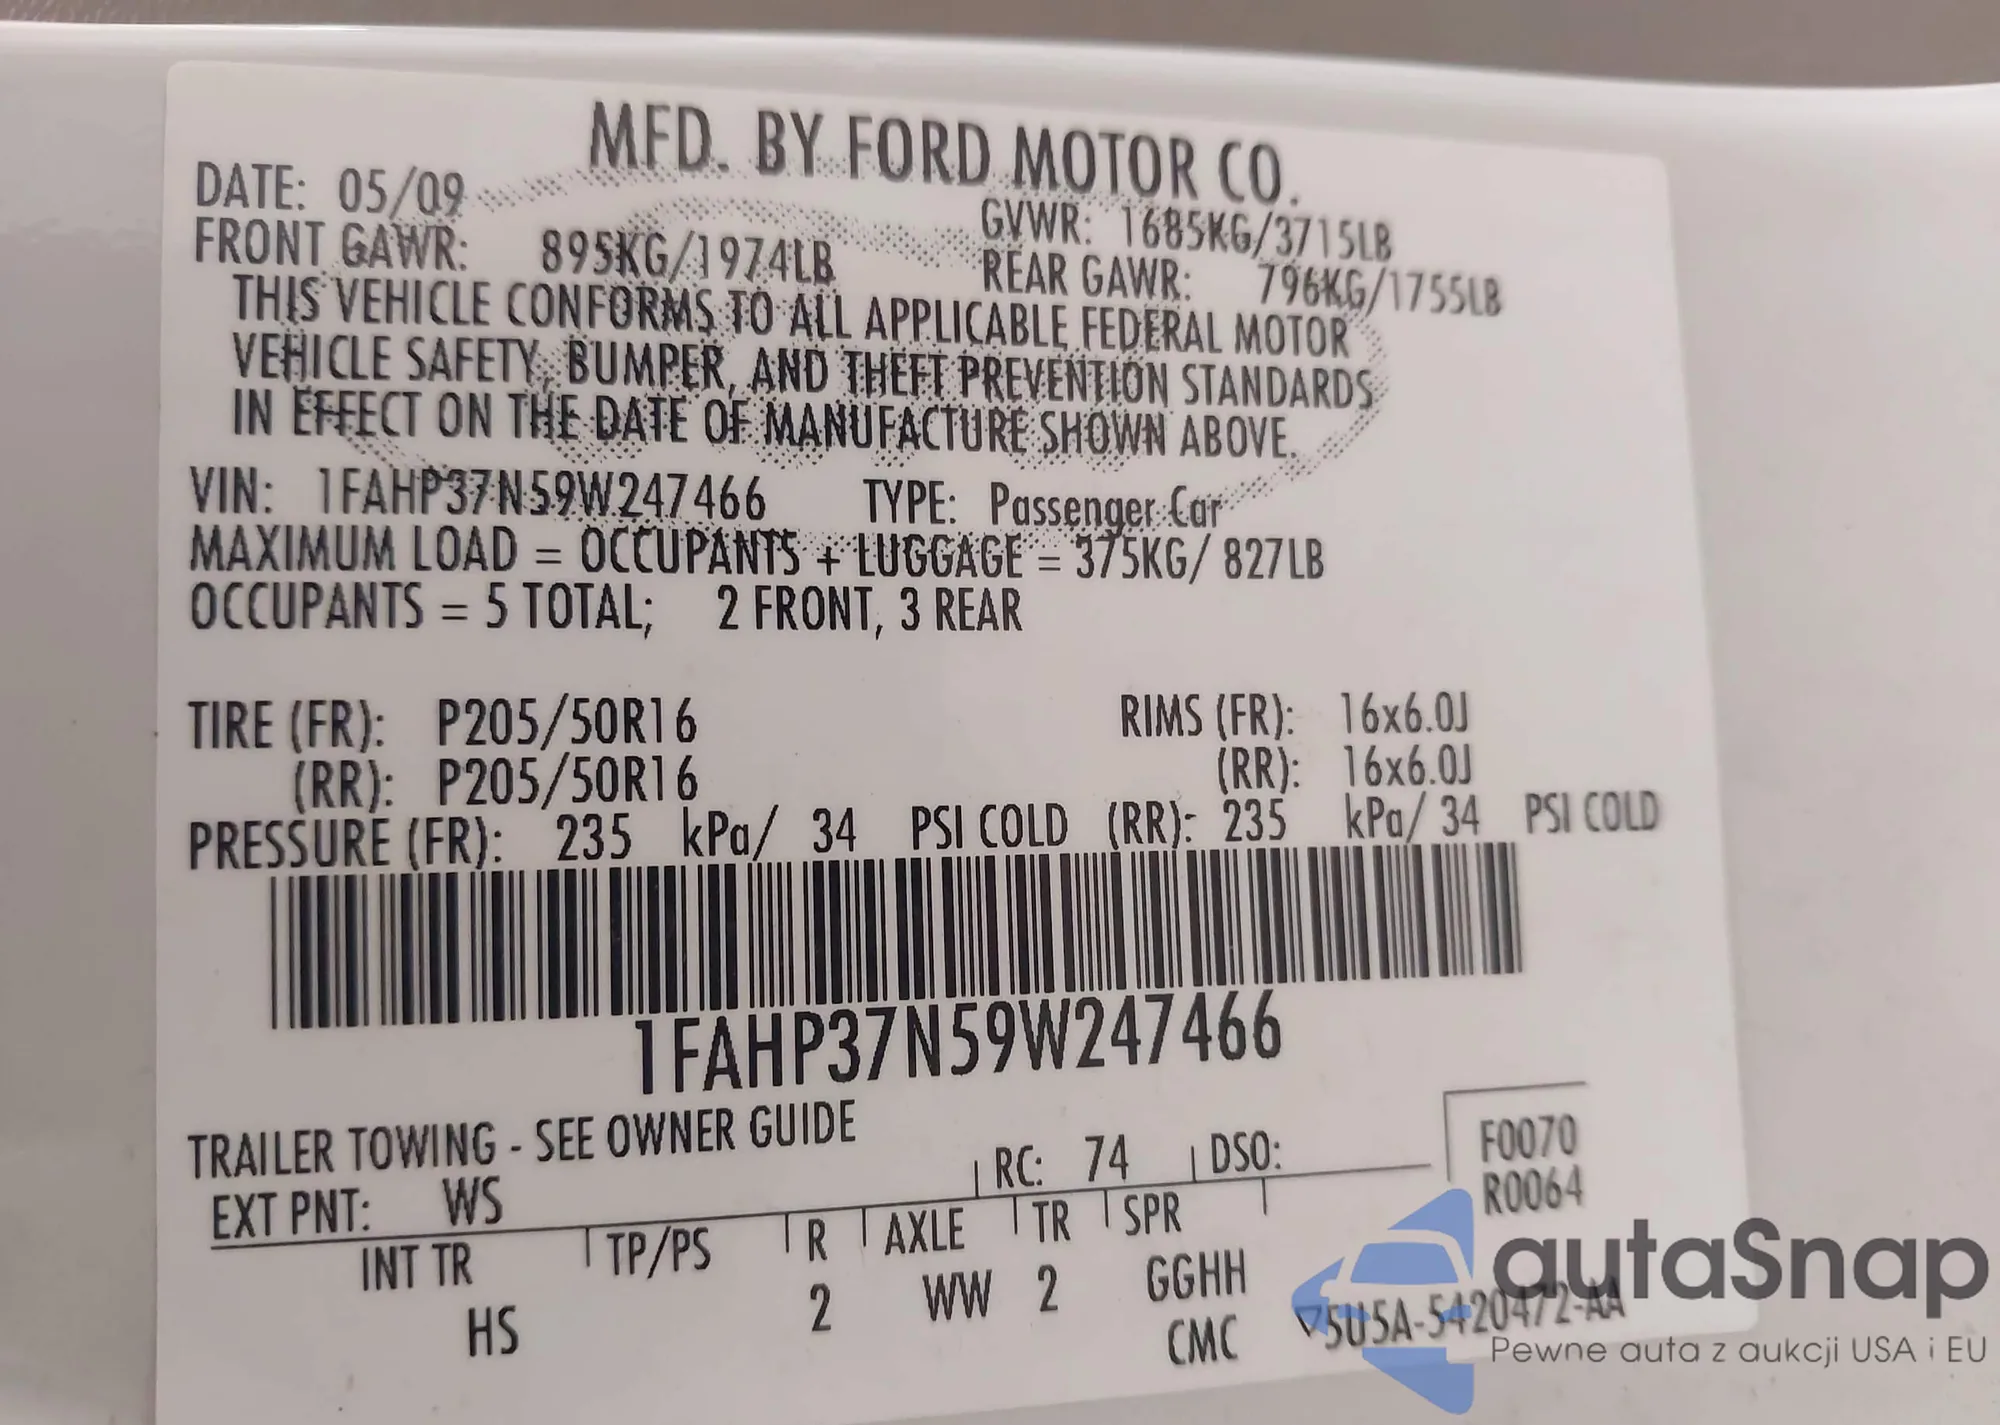 MFD. BY FORD MOTOR CO.
DATE: 05/09 GVWR: 1685KG/3715LB
FRONT GAWR: 895KG/1974LB REAR GAWR: 796KG/1755LB
THIS VEHICLE CONFORMS TO ALL APPLICABLE FEDERAL MOTOR
VEHICLE SAFETY, BUMPER, AND THEFT PREVENTION STANDARDS
IN EFFECT ON THE DATE OF MANUFACTURE SHOWN ABOVE.
VIN: 1FAHP37N59W247466 TYPE: Passenger Car
MAXIMUM LOAD = OCCUPANTS + LUGGAGE = 375KG/ 827LB
OCCUPANTS = 5 TOTAL; 2 FRONT, 3 REAR
TIRE (FR): P205/50R16 RIMS (FR): 16x6.0J
(RR): P205/50R16 (RR): 16x6.0J
PRESSURE (FR): 235 kPa/ 34 PSI COLD (RR): 235 kPa/ 34 PSI COLD
1FAHP37N59W247466
TRAILER TOWING - SEE OWNER GUIDE
F0070
EXT PNT: WS RC: 74 DSO: R0064
INT TR TP/PS R AXLE TR SPR
HS 2 WW 2 GGHH
CMC 5U5A-5420472-AA
autaSnap
Pewne auta z aukcji USA i EU